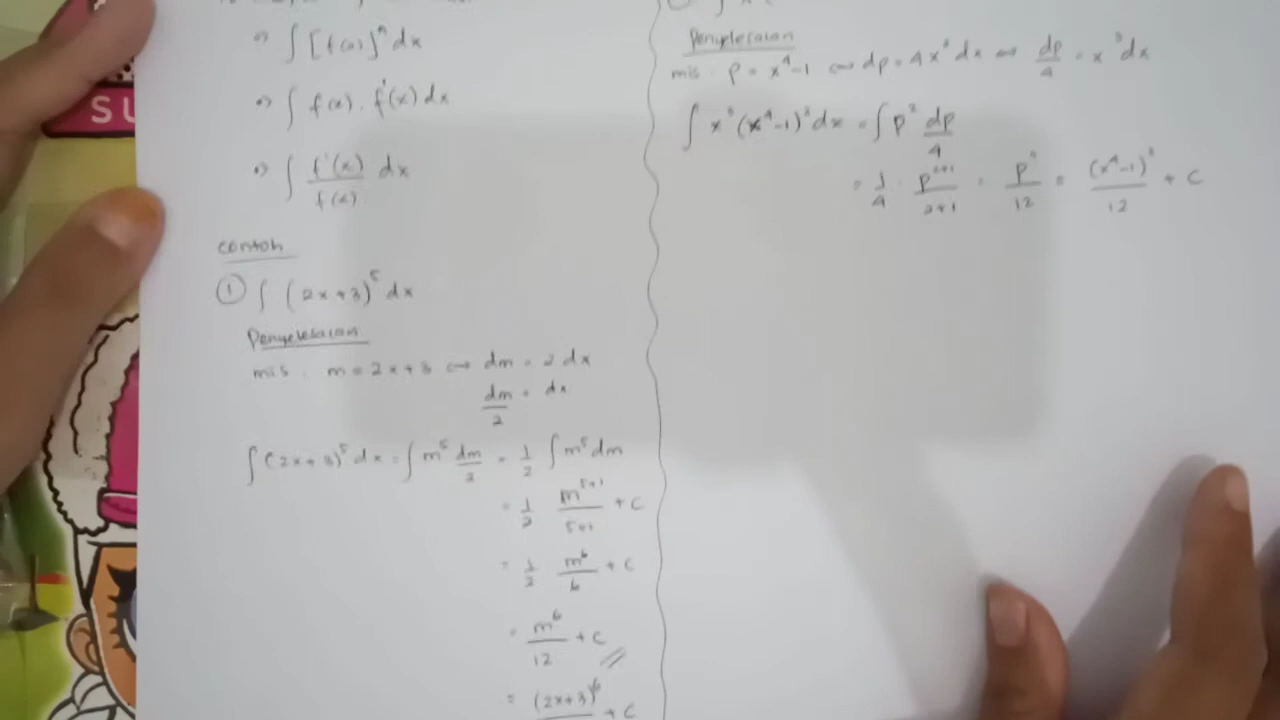 SU
∫ [f(x)]ⁿ dx
∫ f(x) . f'(x) dx
∫ f'(x)/f(x) dx
contoh
① ∫ (2x+3)⁵ dx
Penyelesaian
mis : m = 2x+3 ⇔ dm = 2 dx
dm/2 = dx
∫ (2x+3)⁵ dx = ∫ m⁵ dm/2 = 1/2 ∫ m⁵ dm
= 1/2 m⁵⁺¹/5+1 + C
= 1/2 m⁶/6 + C
= m⁶/12 + C
= (2x+3)⁶ + C
Penyelesaian
mis : p = x⁴-1 ⇔ dp = 4x³ dx ⇔ dp/4 = x³ dx
∫ x³ (x⁴-1)² dx = ∫ p² dp/4
= 1/4 . p²⁺¹/2+1 = p³/12 = (x⁴-1)³/12 + C